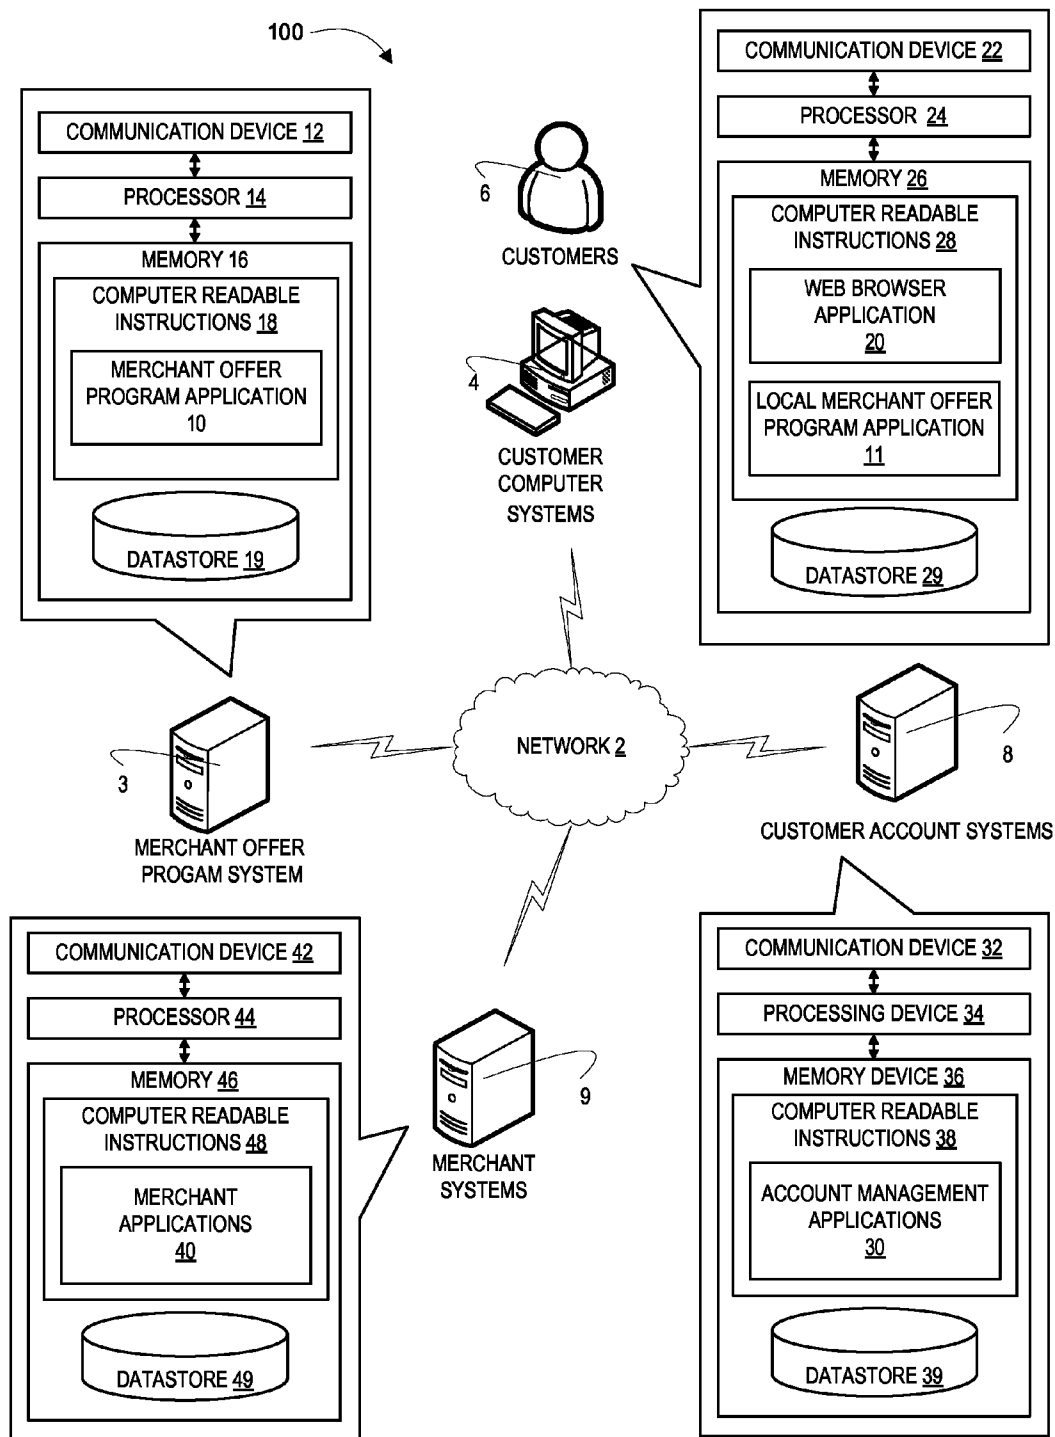 100
COMMUNICATION DEVICE 12
PROCESSOR 14
MEMORY 16
COMPUTER READABLE
INSTRUCTIONS 18
MERCHANT OFFER
PROGRAM APPLICATION
10
DATASTORE 19
6
CUSTOMERS
4
CUSTOMER
COMPUTER
SYSTEMS
COMMUNICATION DEVICE 22
PROCESSOR 24
MEMORY 26
COMPUTER READABLE
INSTRUCTIONS 28
WEB BROWSER
APPLICATION
20
LOCAL MERCHANT OFFER
PROGRAM APPLICATION
11
DATASTORE 29
3
MERCHANT OFFER
PROGAM SYSTEM
NETWORK 2
8
CUSTOMER ACCOUNT SYSTEMS
COMMUNICATION DEVICE 42
PROCESSOR 44
MEMORY 46
COMPUTER READABLE
INSTRUCTIONS 48
MERCHANT
APPLICATIONS
40
DATASTORE 49
9
MERCHANT
SYSTEMS
COMMUNICATION DEVICE 32
PROCESSING DEVICE 34
MEMORY DEVICE 36
COMPUTER READABLE
INSTRUCTIONS 38
ACCOUNT MANAGEMENT
APPLICATIONS
30
DATASTORE 39